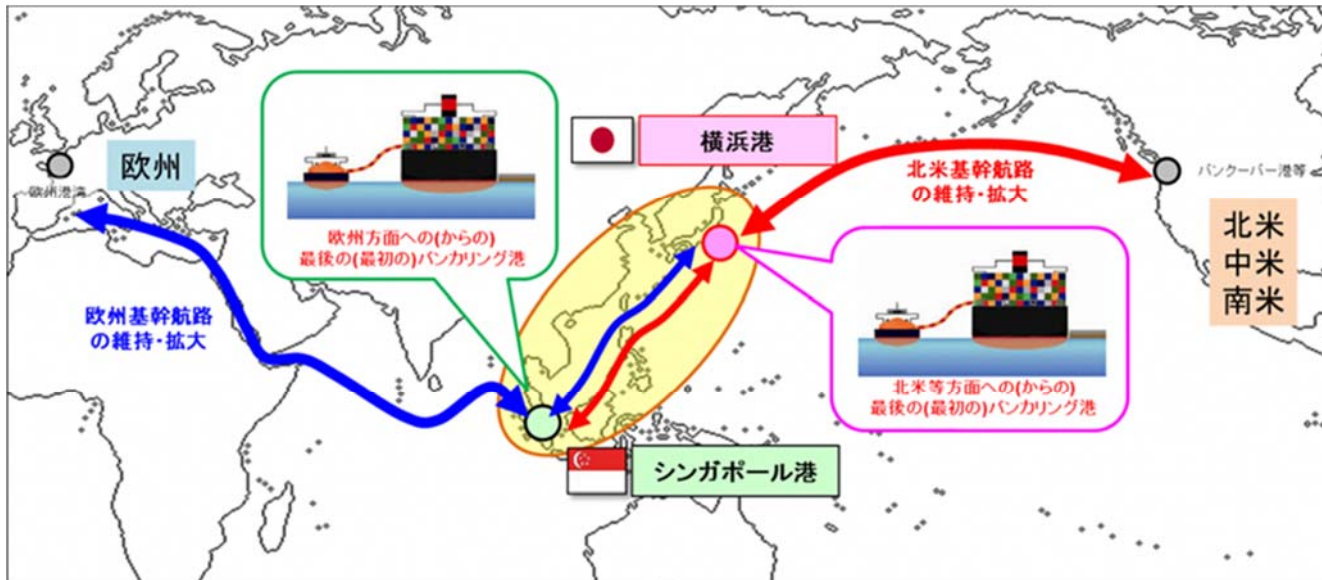 欧州
欧州港湾
欧州基幹航路
の維持・拡大
欧州方面への(からの)
最後の(最初の)バンカリング港
横浜港
北米基幹航路
の維持・拡大
バンクーバー港等
北米
中米
南米
北米等方面への(からの)
最後の(最初の)バンカリング港
シンガポール港